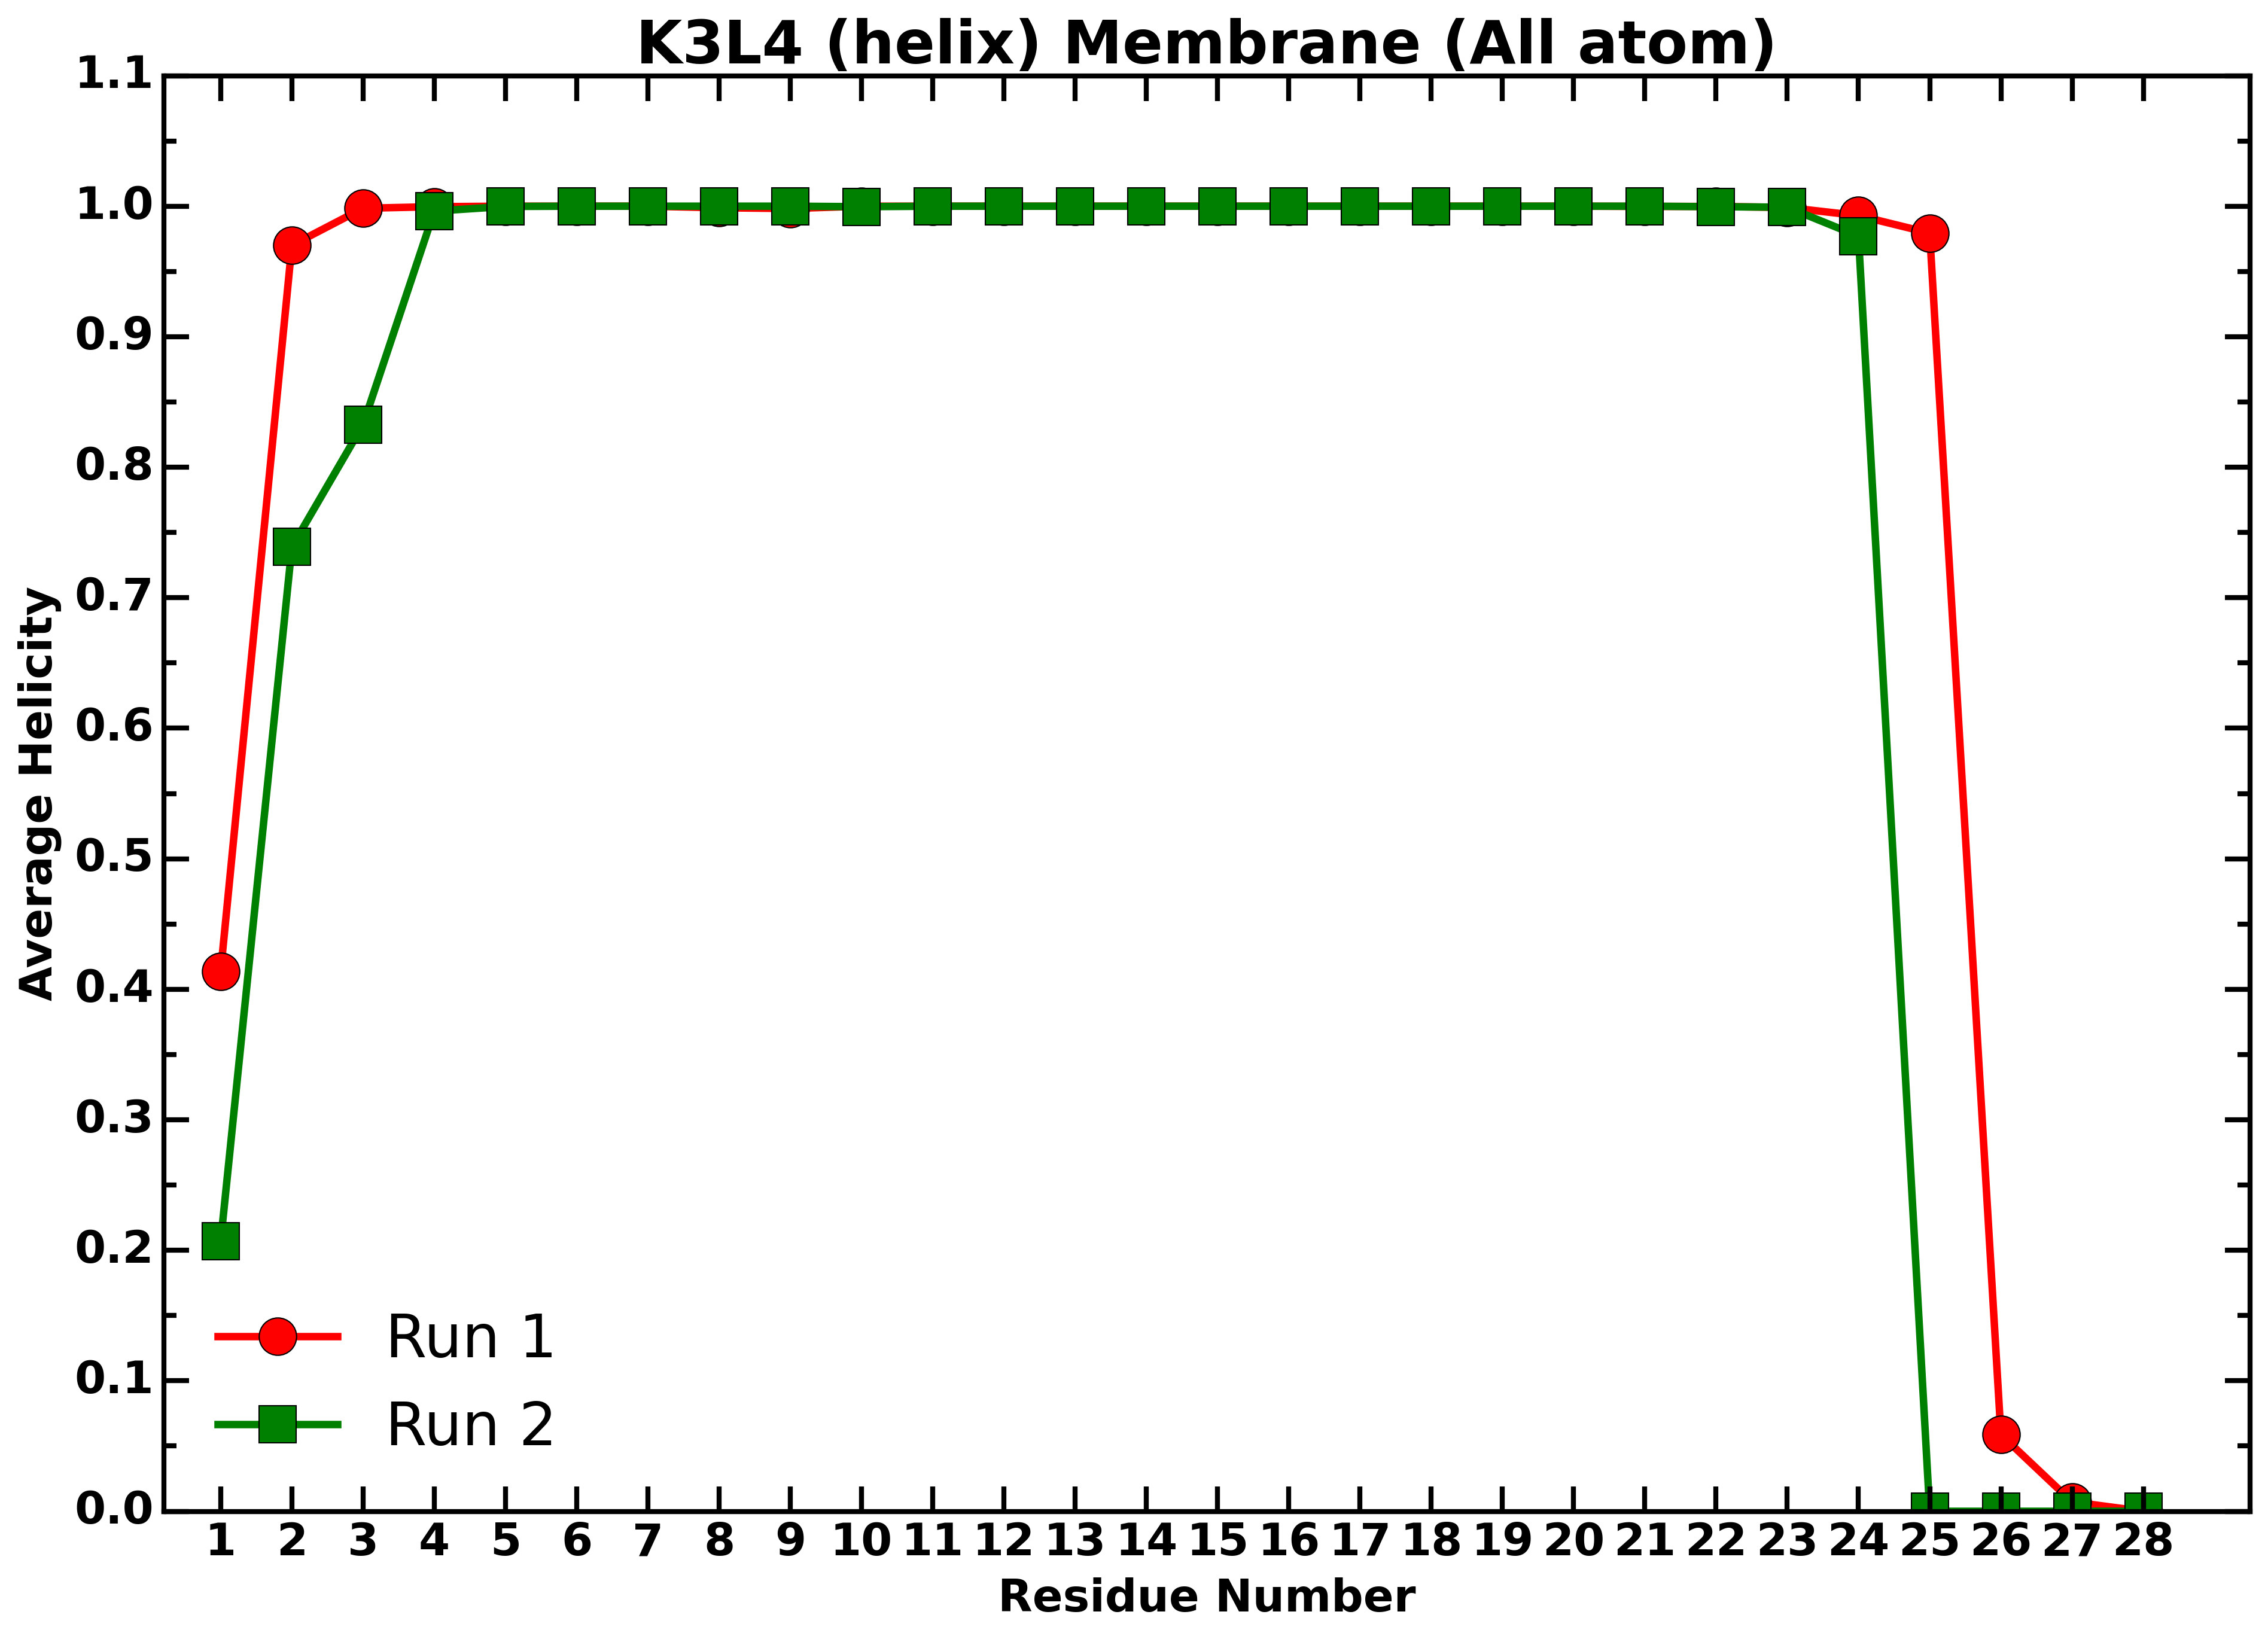 K3L4 (helix) Membrane (All atom)
1.1
1.0
0.9
0.8
0.7
0.6
0.5
0.4
0.3
0.2
0.1
0.0
Average Helicity
Run 1
Run 2
1 2 3 4 5 6 7 8 9 10 11 12 13 14 15 16 17 18 19 20 21 22 23 24 25 26 27 28
Residue Number